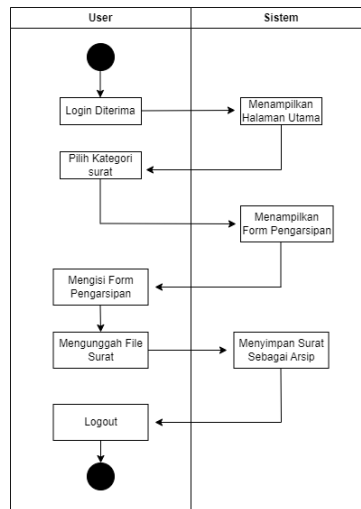 User
Sistem
Login Diterima
Menampilkan
Halaman Utama
Pilih Kategori
surat
Menampilkan
Form Pengarsipan
Mengisi Form
Pengarsipan
Mengunggah File
Surat
Menyimpan Surat
Sebagai Arsip
Logout